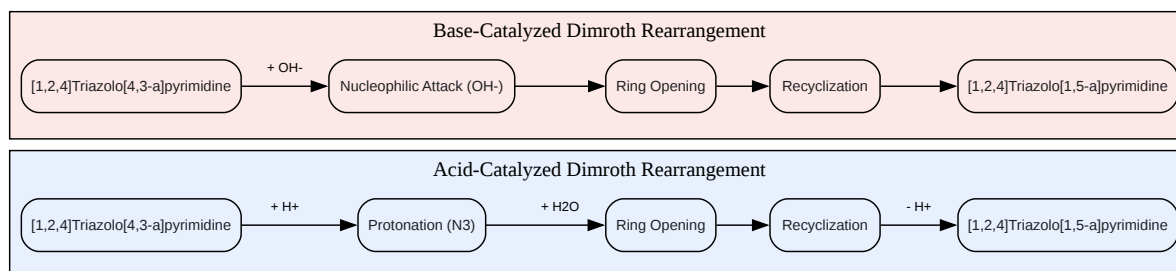 Base-Catalyzed Dimroth Rearrangement
[1,2,4]Triazolo[4,3-a]pyrimidine
+ OH-
Nucleophilic Attack (OH-)
Ring Opening
Recyclization
[1,2,4]Triazolo[1,5-a]pyrimidine
Acid-Catalyzed Dimroth Rearrangement
[1,2,4]Triazolo[4,3-a]pyrimidine
+ H+
Protonation (N3)
+ H2O
Ring Opening
Recyclization
- H+
[1,2,4]Triazolo[1,5-a]pyrimidine